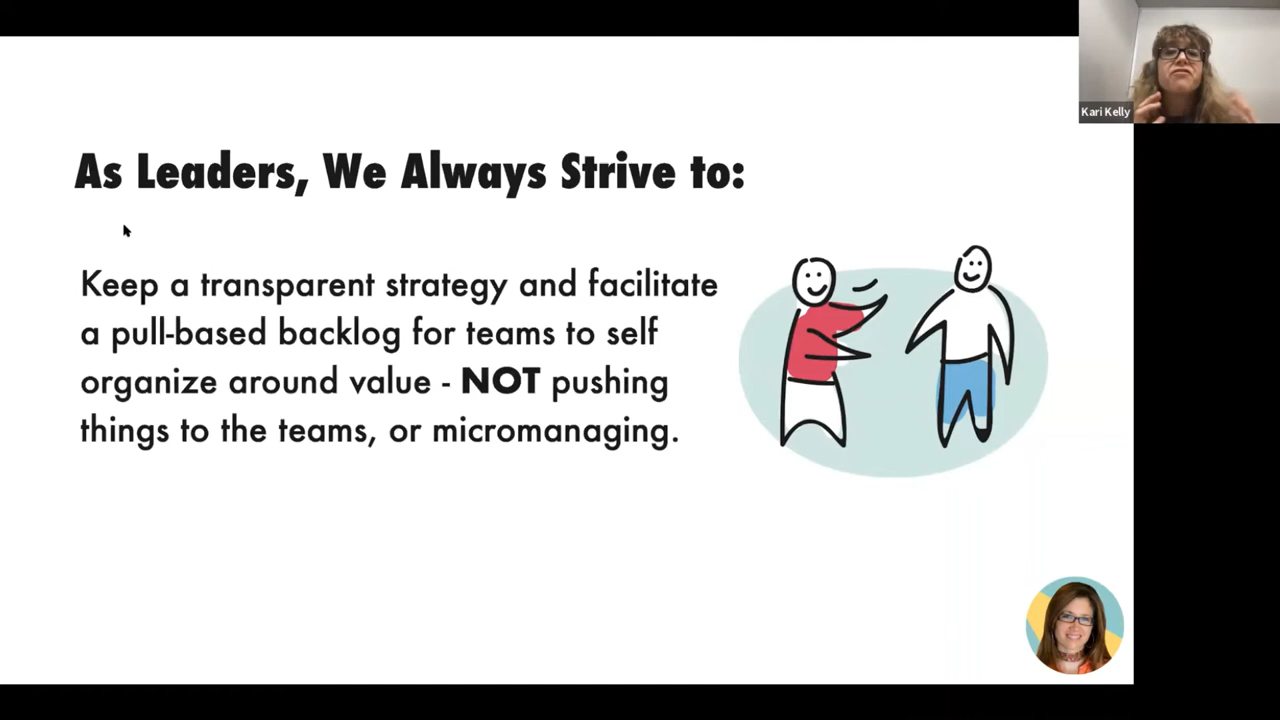 Kari Kelly
As Leaders, We Always Strive to:
Keep a transparent strategy and facilitate
a pull-based backlog for teams to self
organize around value - NOT pushing
things to the teams, or micromanaging.